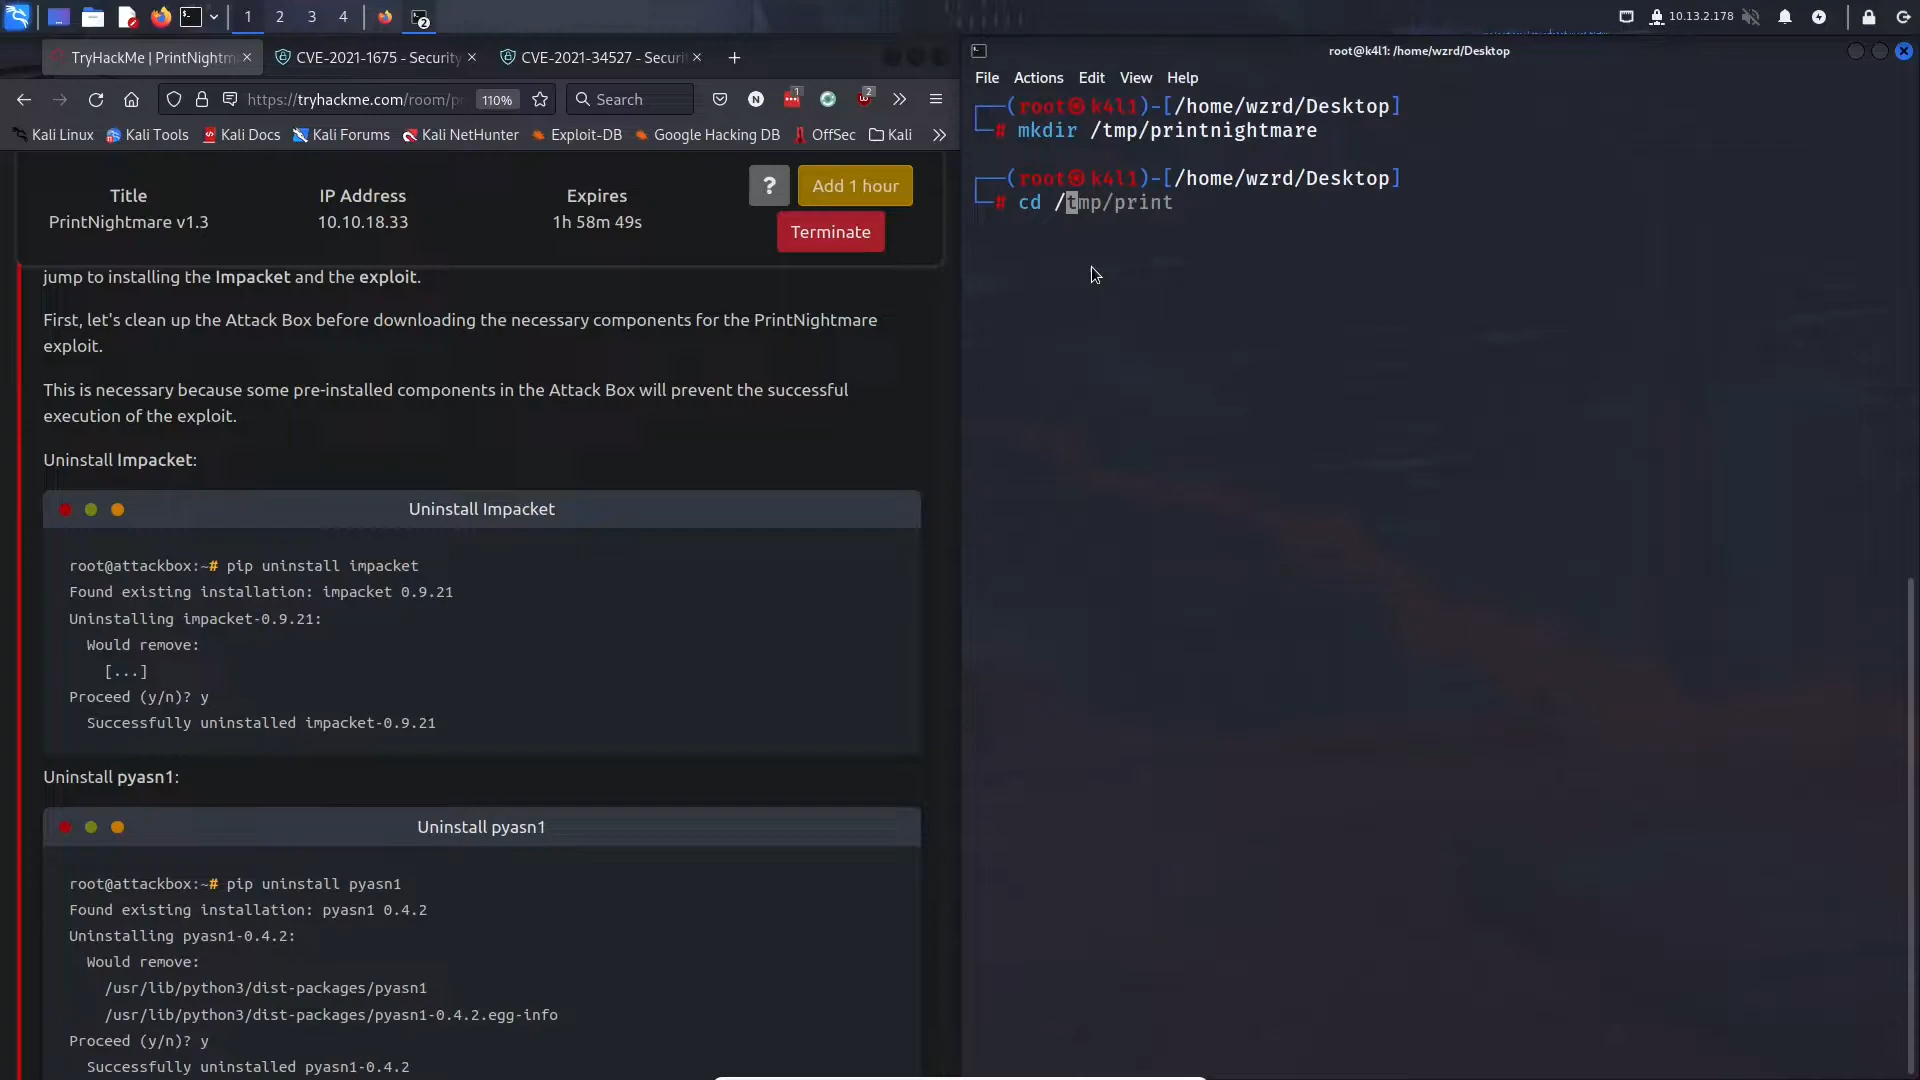 1 2 3 4
2
10.13.2.178
TryHackMe | PrintNightm
CVE-2021-1675 - Security
CVE-2021-34527 - Securi
https://tryhackme.com/room/pr
110%
Search
N
1
2
Kali Linux
Kali Tools
Kali Docs
Kali Forums
Kali NetHunter
Exploit-DB
Google Hacking DB
OffSec
Kali
Title
IP Address
Expires
PrintNightmare v1.3
10.10.18.33
1h 58m 49s
?
Add 1 hour
Terminate
jump to installing the Impacket and the exploit.
First, let's clean up the Attack Box before downloading the necessary components for the PrintNightmare
exploit.
This is necessary because some pre-installed components in the Attack Box will prevent the successful
execution of the exploit.
Uninstall Impacket:
Uninstall Impacket
root@attackbox:~# pip uninstall impacket
Found existing installation: impacket 0.9.21
Uninstalling impacket-0.9.21:
Would remove:
[...]
Proceed (y/n)? y
Successfully uninstalled impacket-0.9.21
Uninstall pyasn1:
Uninstall pyasn1
root@attackbox:~# pip uninstall pyasn1
Found existing installation: pyasn1 0.4.2
Uninstalling pyasn1-0.4.2:
Would remove:
/usr/lib/python3/dist-packages/pyasn1
/usr/lib/python3/dist-packages/pyasn1-0.4.2.egg-info
Proceed (y/n)? y
Successfully uninstalled pyasn1-0.4.2
root@k4l1: /home/wzrd/Desktop
File Actions Edit View Help
(root㉿k4l1)-[/home/wzrd/Desktop]
# mkdir /tmp/printnightmare
(root㉿k4l1)-[/home/wzrd/Desktop]
# cd /tmp/print